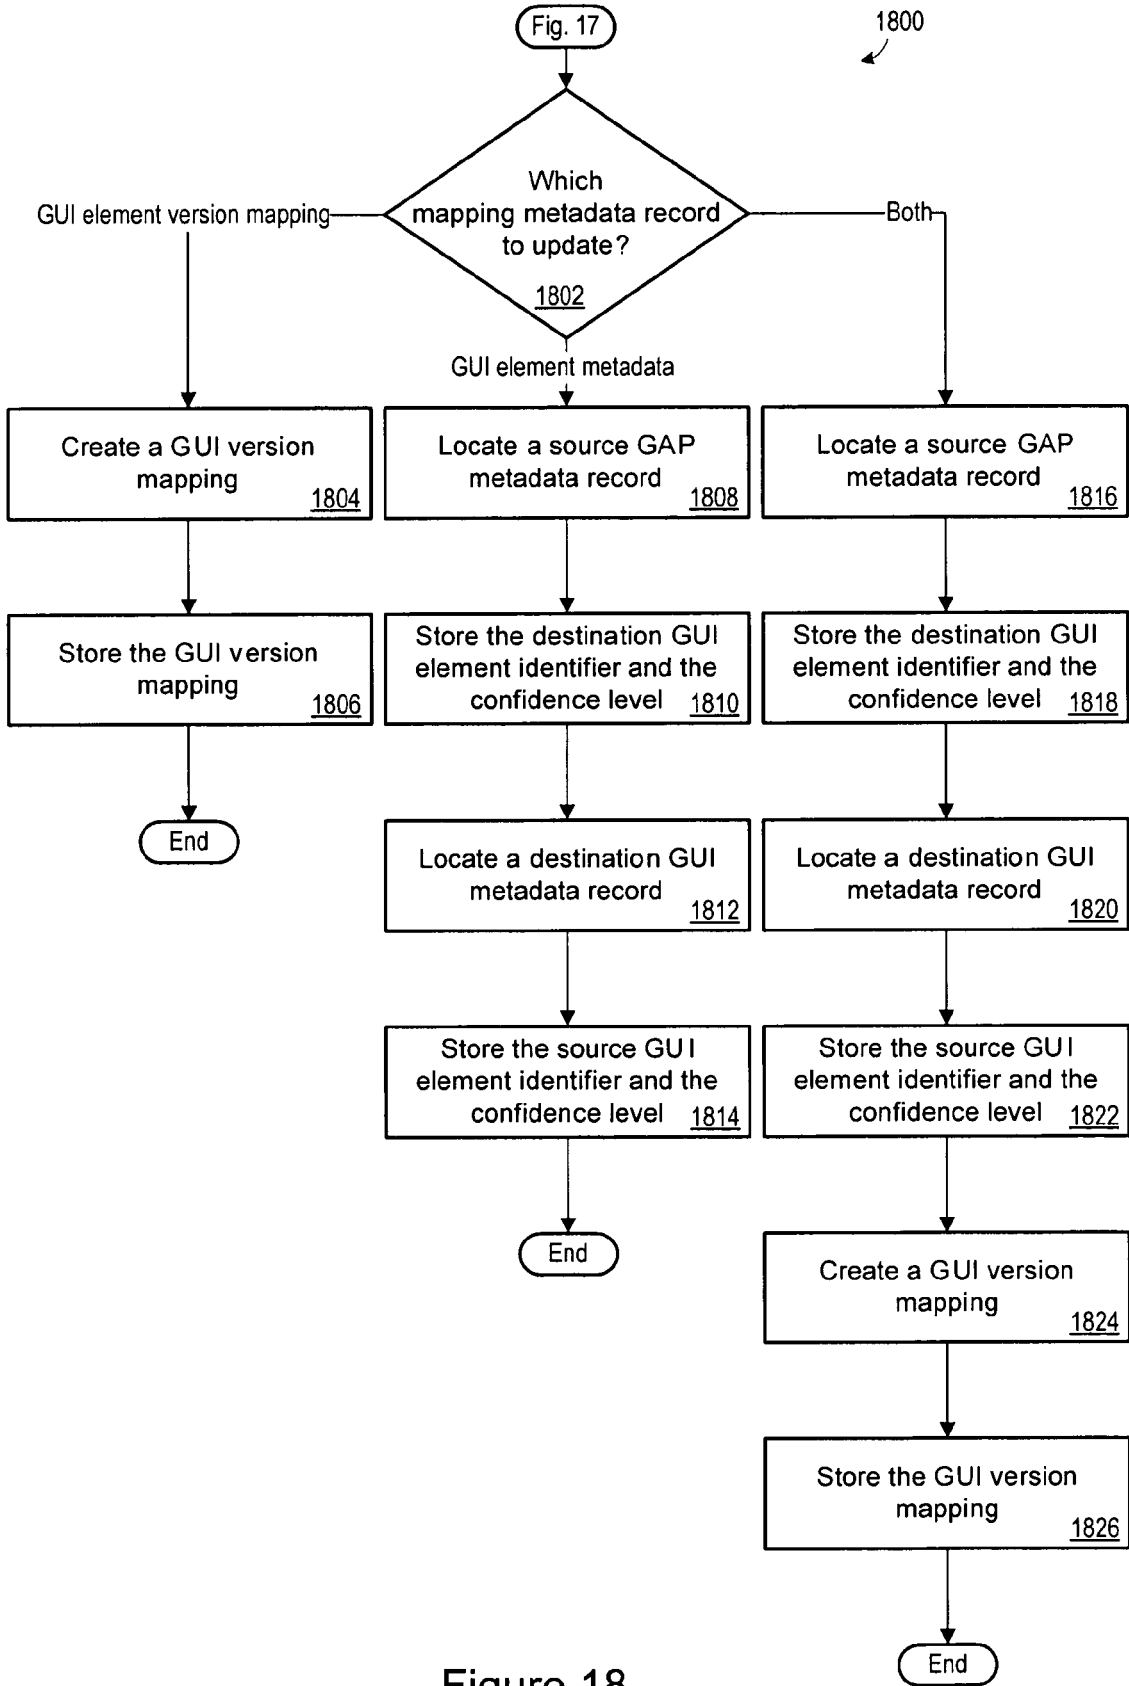 Fig. 17
1800
Which
mapping metadata record
to update?
1802
GUI element version mapping
Both
GUI element metadata
Create a GUI version
mapping
1804
Locate a source GAP
metadata record
1808
Locate a source GAP
metadata record
1816
Store the GUI version
mapping
1806
Store the destination GUI
element identifier and the
confidence level 1810
Store the destination GUI
element identifier and the
confidence level 1818
End
Locate a destination GUI
metadata record
1812
Locate a destination GUI
metadata record
1820
Store the source GUI
element identifier and the
confidence level 1814
Store the source GUI
element identifier and the
confidence level 1822
End
Create a GUI version
mapping
1824
Store the GUI version
mapping
1826
End
Figure 18